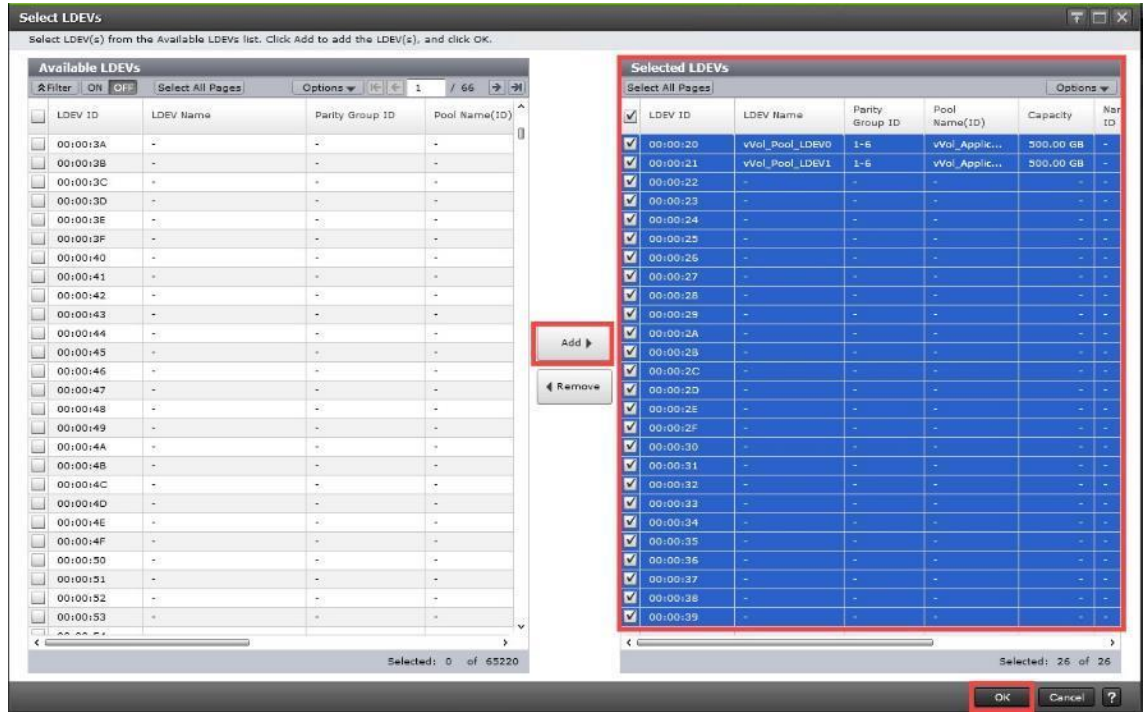 Select LDEVs
Select LDEV(s) from the Available LDEVs list. Click Add to add the LDEV(s), and click OK.
Available LDEVs
Filter ON OFF Select All Pages Options 1 / 66
LDEV ID LDEV Name Parity Group ID Pool Name(ID)
00:00:3A - - -
00:00:3B - - -
00:00:3C - - -
00:00:3D - - -
00:00:3E - - -
00:00:3F - - -
00:00:40 - - -
00:00:41 - - -
00:00:42 - - -
00:00:43 - - -
00:00:44 - - -
00:00:45 - - -
00:00:46 - - -
00:00:47 - - -
00:00:48 - - -
00:00:49 - - -
00:00:4A - - -
00:00:4B - - -
00:00:4C - - -
00:00:4D - - -
00:00:4E - - -
00:00:4F - - -
00:00:50 - - -
00:00:51 - - -
00:00:52 - - -
00:00:53 - - -
Selected: 0 of 65220
Add
Remove
Selected LDEVs
Select All Pages Options
LDEV ID LDEV Name Parity Group ID Pool Name(ID) Capacity ID
00:00:20 vVol_Pool_LDEV0 1-6 vVol_Applic... 500.00 GB -
00:00:21 vVol_Pool_LDEV1 1-6 vVol_Applic... 500.00 GB -
00:00:22 - - - - -
00:00:23 - - - - -
00:00:24 - - - - -
00:00:25 - - - - -
00:00:26 - - - - -
00:00:27 - - - - -
00:00:28 - - - - -
00:00:29 - - - - -
00:00:2A - - - - -
00:00:2B - - - - -
00:00:2C - - - - -
00:00:2D - - - - -
00:00:2E - - - - -
00:00:2F - - - - -
00:00:30 - - - - -
00:00:31 - - - - -
00:00:32 - - - - -
00:00:33 - - - - -
00:00:34 - - - - -
00:00:35 - - - - -
00:00:36 - - - - -
00:00:37 - - - - -
00:00:38 - - - - -
00:00:39 - - - - -
Selected: 26 of 26
OK Cancel ?